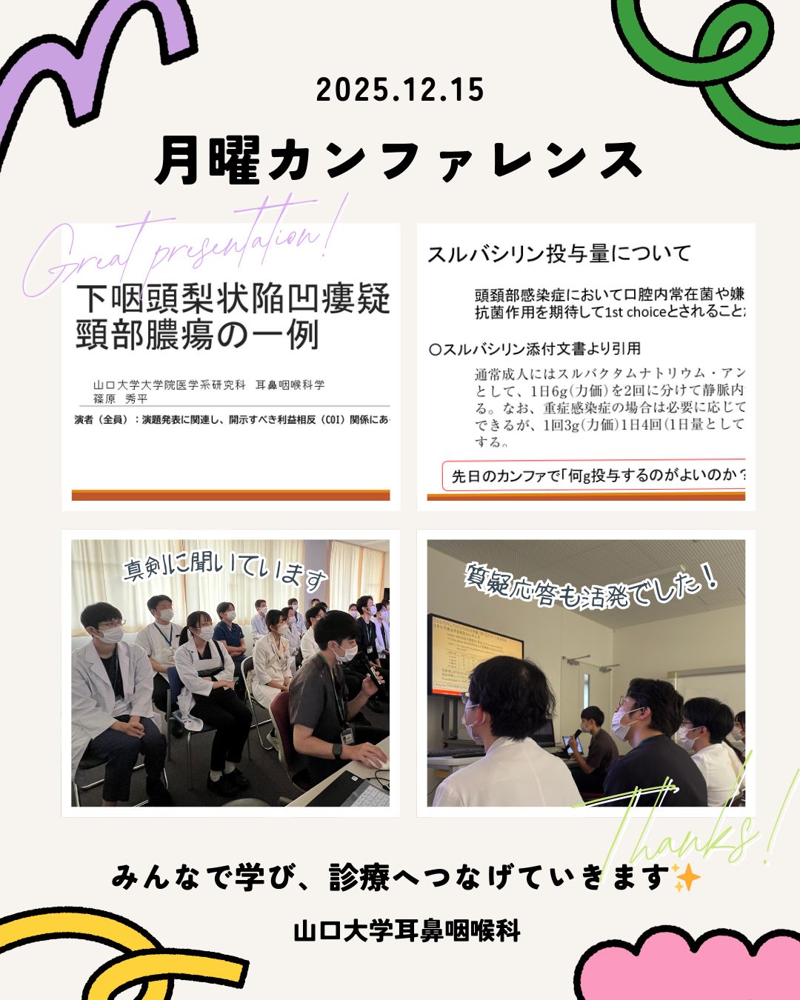 2025.12.15
月曜カンファレンス
Great presentation!
下咽頭梨状陥凹瘻疑
頸部膿瘍の一例
山口大学大学院医学系研究科 耳鼻咽喉科学
篠原 秀平
演者（全員）：演題発表に関連し、開示すべき利益相反（COI）関係にあ
スルバシリン投与量について
頭頚部感染症において口腔内常在菌や嫌
抗菌作用を期待して1st choiceとされること
〇スルバシリン添付文書より引用
通常成人にはスルバクタムナトリウム・アン
として、1日6g(力価)を2回に分けて静脈内
る。なお、重症感染症の場合は必要に応じて
できるが、1回3g(力価)1日4回(1日量として
する。
先日のカンファで「何g投与するのがよいのか？
真剣に聞いています
質疑応答も活発でした！
Thanks!
みんなで学び、診療へつなげていきます✨
山口大学耳鼻咽喉科